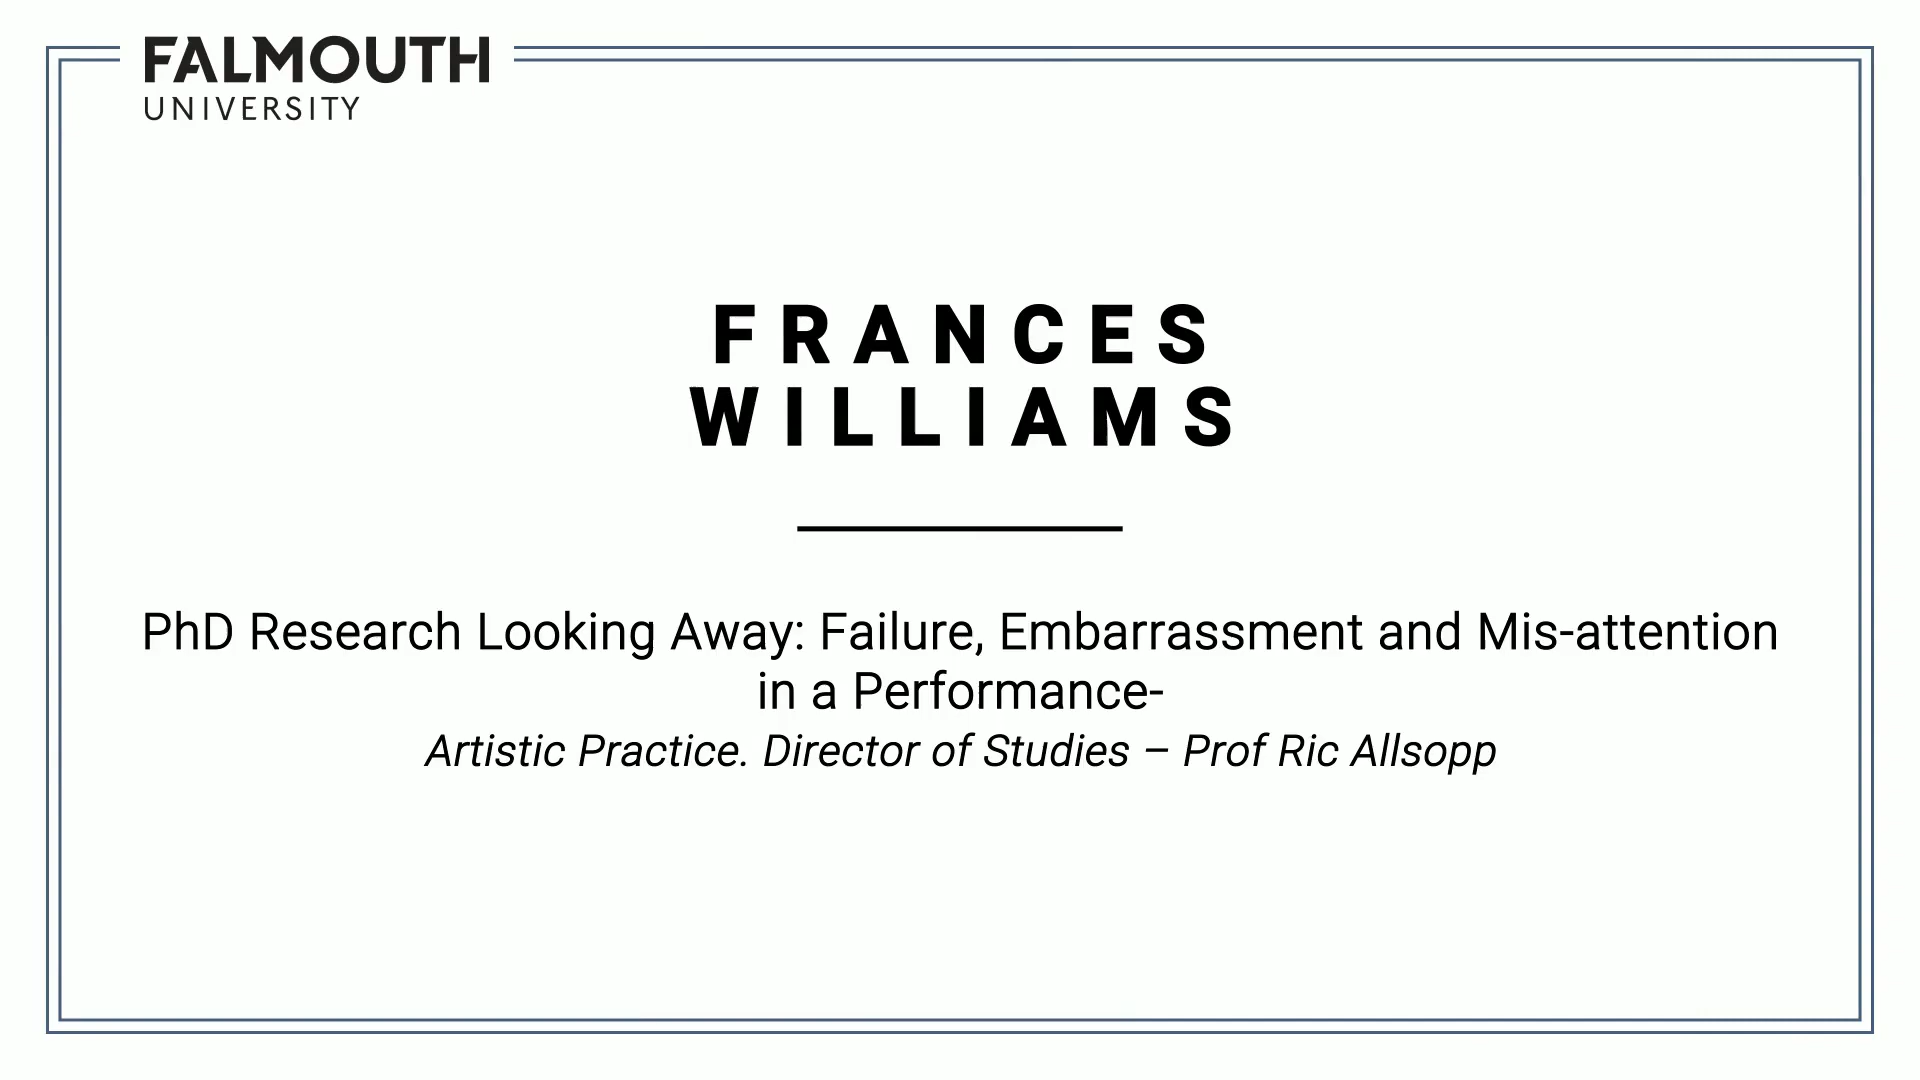 FALMOUTH
UNIVERSITY
FRANCES
WILLIAMS
PhD Research Looking Away: Failure, Embarrassment and Mis-attention
in a Performance-
Artistic Practice. Director of Studies – Prof Ric Allsopp